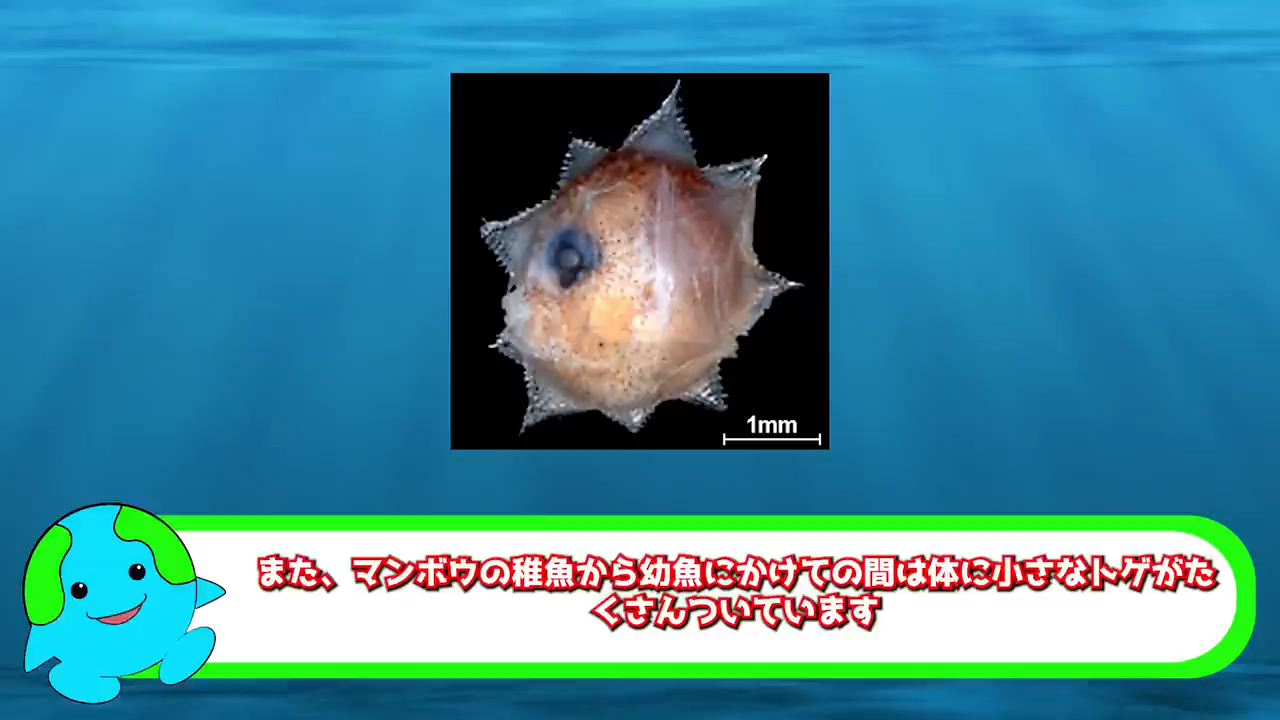 1mm
また、マンボウの稚魚から幼魚にかけての間は体に小さなトゲがた
くさんついています